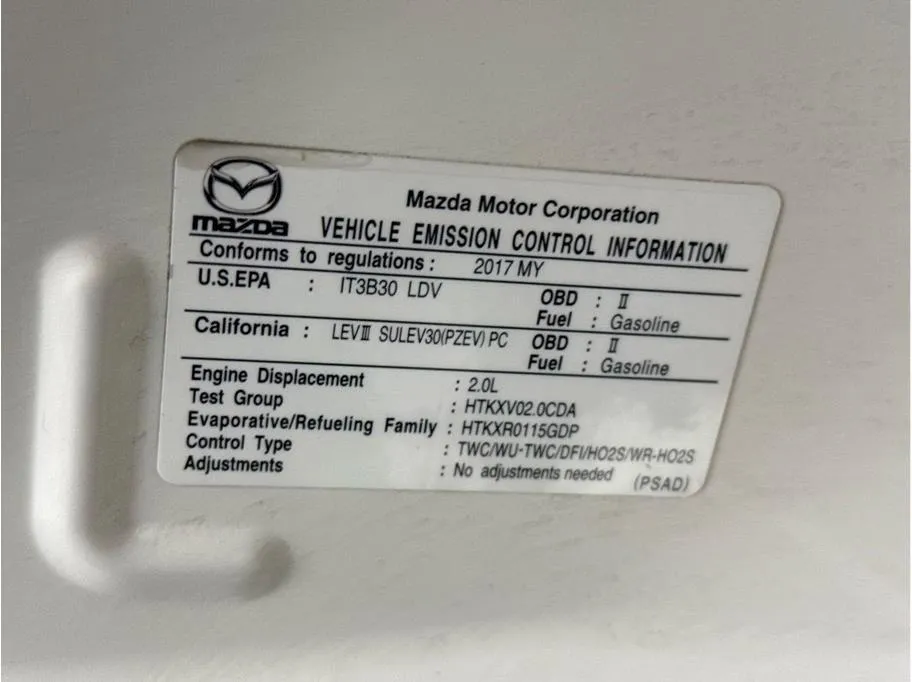 mazda
Mazda Motor Corporation
VEHICLE EMISSION CONTROL INFORMATION
Conforms to regulations : 2017 MY
U.S.EPA : IT3B30 LDV OBD : Ⅱ
Fuel : Gasoline
California : LEVⅢ SULEV30(PZEV) PC OBD : Ⅱ
Fuel : Gasoline
Engine Displacement : 2.0L
Test Group : HTKXV02.0CDA
Evaporative/Refueling Family : HTKXR0115GDP
Control Type : TWC/WU-TWC/DFI/HO2S/WR-HO2S
Adjustments : No adjustments needed (PSAD)